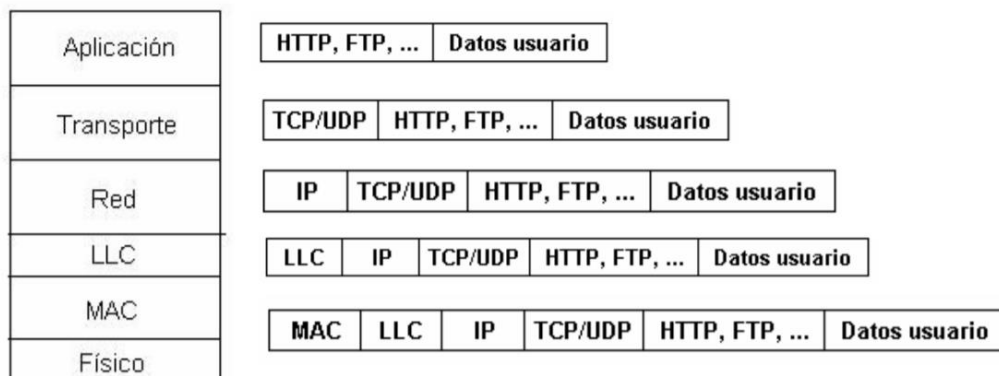 Aplicación
HTTP, FTP, ... Datos usuario
Transporte
TCP/UDP HTTP, FTP, ... Datos usuario
Red
IP TCP/UDP HTTP, FTP, ... Datos usuario
LLC
LLC IP TCP/UDP HTTP, FTP, ... Datos usuario
MAC
MAC LLC IP TCP/UDP HTTP, FTP, ... Datos usuario
Físico